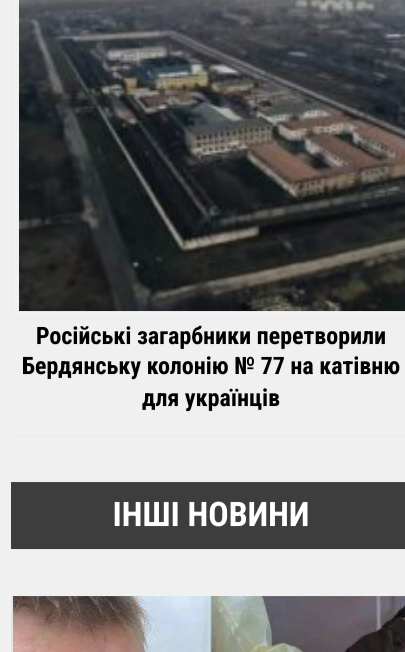 Російські загарбники перетворили
Бердянську колонію № 77 на катівню
для українців
ІНШІ НОВИНИ